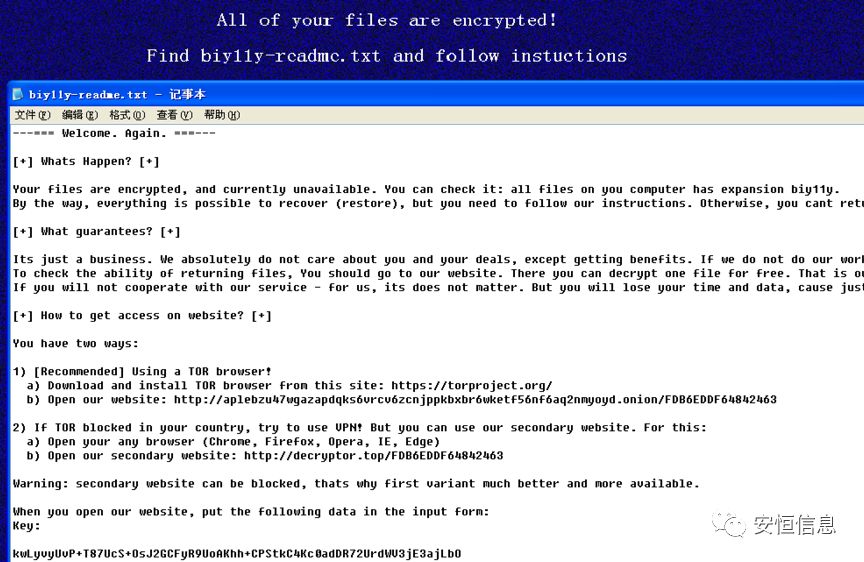 All of your files are encrypted!
Find biy11y-readme.txt and follow instuctions
biy11y-readme.txt - 记事本
文件(F) 编辑(E) 格式(O) 查看(V) 帮助(H)
---=== Welcome. Again. ===---
[+] Whats Happen? [+]
Your files are encrypted, and currently unavailable. You can check it: all files on you computer has expansion biy11y.
By the way, everything is possible to recover (restore), but you need to follow our instructions. Otherwise, you cant
[+] What guarantees? [+]
Its just a business. We absolutely do not care about you and your deals, except getting benefits. If we do not do our
To check the ability of returning files, You should go to our website. There you can decrypt one file for free. That is
If you will not cooperate with our service - for us, its does not matter. But you will lose your time and data, cause
[+] How to get access on website? [+]
You have two ways:
1) [Recommended] Using a TOR browser!
a) Download and install TOR browser from this site: https://torproject.org/
b) Open our website: http://aplebzu47wgazapdqks6vrcv6zcnjppkbxbr6wketf56nf6aq2nmyoyd.onion/FDB6EDDF64842463
2) If TOR blocked in your country, try to use VPN! But you can use our secondary website. For this:
a) Open your any browser (Chrome, Firefox, Opera, IE, Edge)
b) Open our secondary website: http://decryptor.top/FDB6EDDF64842463
Warning: secondary website can be blocked, thats why first variant much better and more available.
When you open our website, put the following data in the input form:
Key:
kwLyvyUvP+T87UcS+OsJ2GCFyR9UoAKhh+CPStkC4Kc0adDR72UrdWV3jE3ajLbO
安恒信息